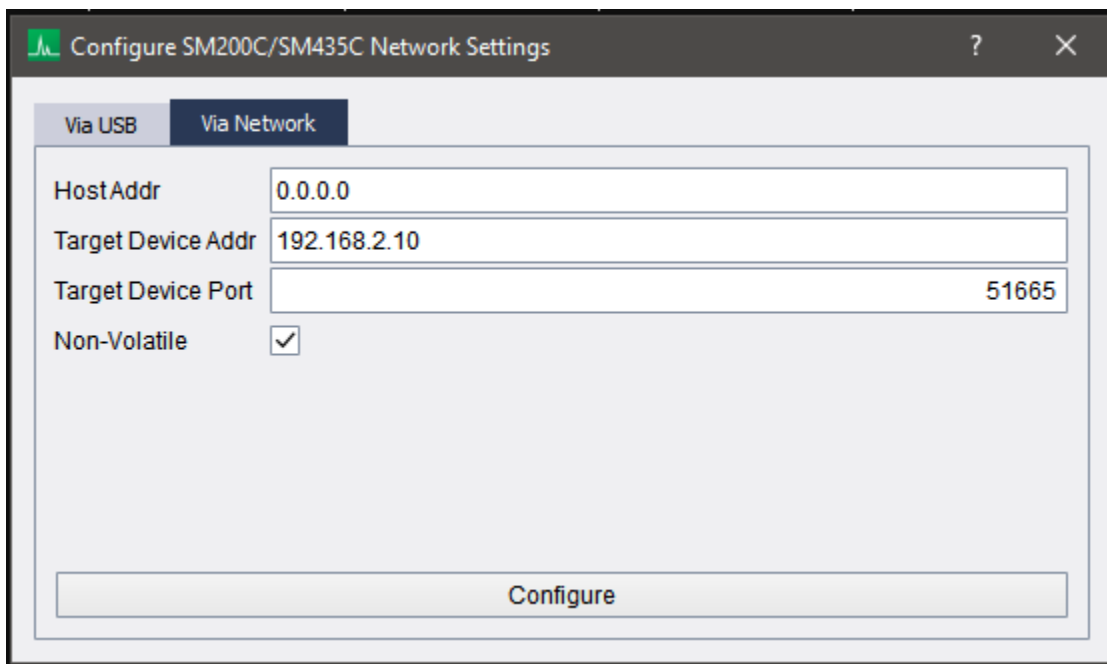 Configure SM200C/SM435C Network Settings ?
Via USB Via Network
Host Addr 0.0.0.0
Target Device Addr 192.168.2.10
Target Device Port 51665
Non-Volatile
Configure